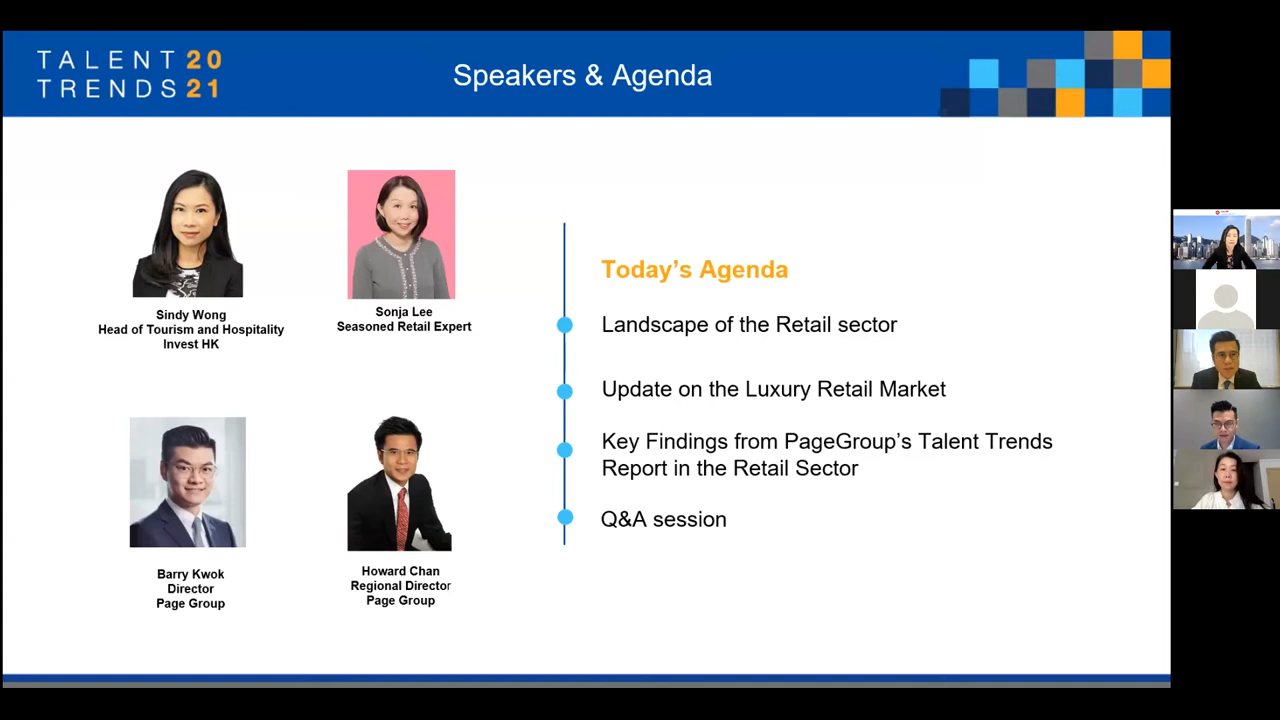 TALENT 20
TRENDS 21
Speakers & Agenda
Sindy Wong
Head of Tourism and Hospitality
Invest HK
Sonja Lee
Seasoned Retail Expert
Barry Kwok
Director
Page Group
Howard Chan
Regional Director
Page Group
Today's Agenda
Landscape of the Retail sector
Update on the Luxury Retail Market
Key Findings from PageGroup's Talent Trends
Report in the Retail Sector
Q&A session